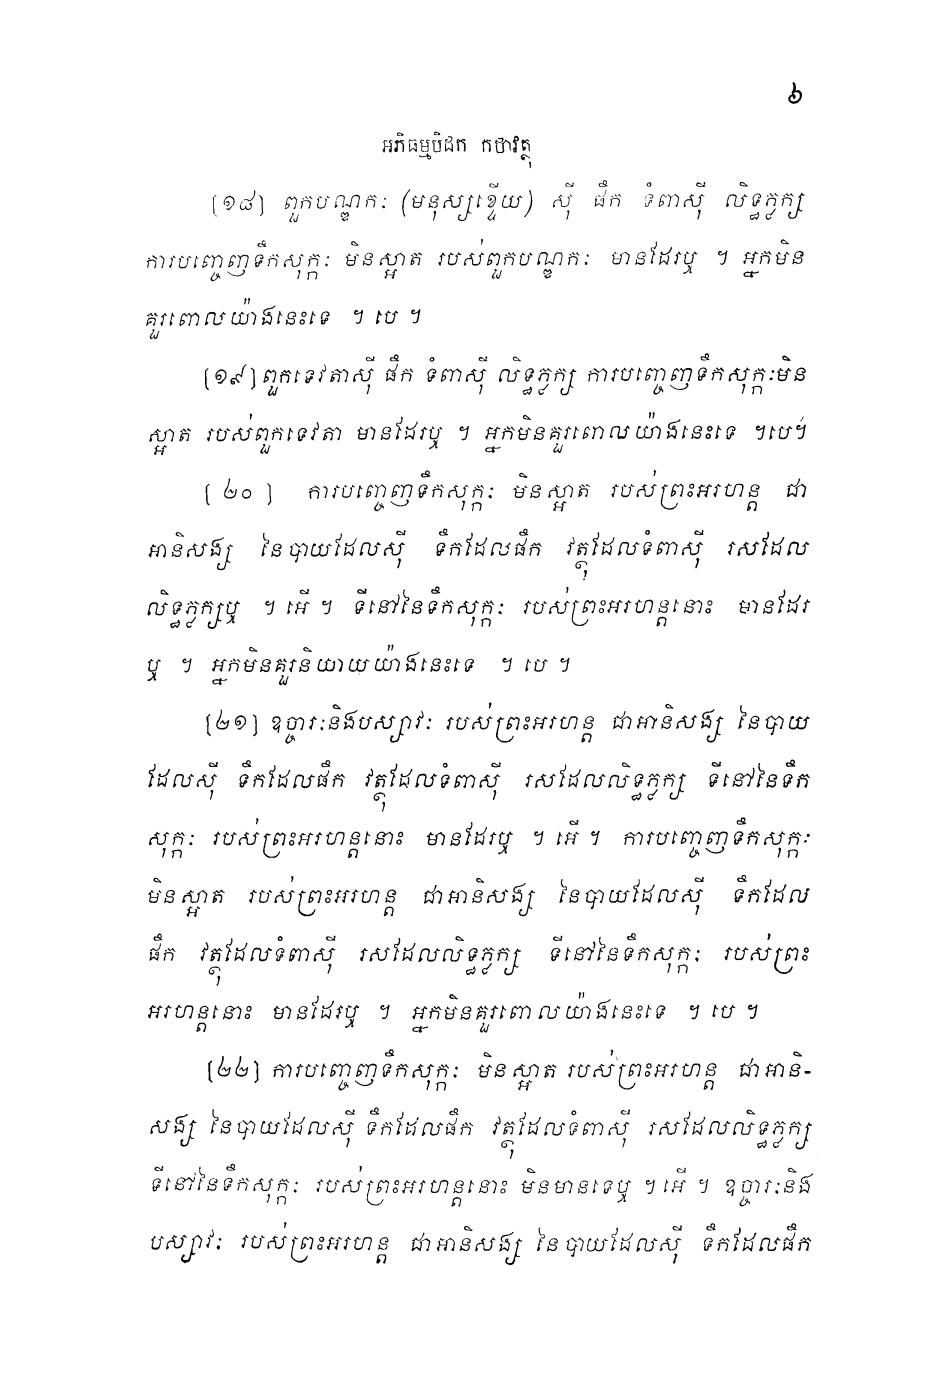 ៦
អភិធម្មបិដក កថាវត្ថុ
[១៨] ពួកបណ្ឌកៈ (មនុស្សខ្ទើយ) ស៊ី ផឹក ទំពាស៊ី លិទ្ធភ្លក្ស
ការបញ្ចេញទឹកសុក្កៈ មិនស្អាត របស់ពួកបណ្ឌកៈ មានដែរឬ ។ អ្នកមិន
គួរពោលយ៉ាងនេះទេ ។ បេ ។
[១៩] ពួកទេវតាស៊ី ផឹក ទំពាស៊ី លិទ្ធភ្លក្ស ការបញ្ចេញទឹកសុក្កៈមិន
ស្អាត របស់ពួកទេវតា មានដែរឬ ។ អ្នកមិនគួរពោលយ៉ាងនេះទេ ។បេ។
[ ២០ ] ការបញ្ចេញទឹកសុក្កៈ មិនស្អាត របស់ព្រះអរហន្ត ជា
អានិសង្ស នៃបាយដែលស៊ី ទឹកដែលផឹក វត្ថុដែលទំពាស៊ី រសដែល
លិទ្ធភ្លក្សឬ ។ អើ ។ ទីនៅនៃទឹកសុក្កៈ របស់ព្រះអរហន្តនោះ មានដែរ
ឬ ។ អ្នកមិនគួរនិយាយយ៉ាងនេះទេ ។ បេ ។
[២១] ឧច្ចារៈនិងបស្សាវៈ របស់ព្រះអរហន្ត ជាអានិសង្ស នៃបាយ
ដែលស៊ី ទឹកដែលផឹក វត្ថុដែលទំពាស៊ី រសដែលលិទ្ធភ្លក្ស ទីនៅនៃទឹក
សុក្កៈ របស់ព្រះអរហន្តនោះ មានដែរឬ ។ អើ ។ ការបញ្ចេញទឹកសុក្កៈ
មិនស្អាត របស់ព្រះអរហន្ត ជាអានិសង្ស នៃបាយដែលស៊ី ទឹកដែល
ផឹក វត្ថុដែលទំពាស៊ី រសដែលលិទ្ធភ្លក្ស ទីនៅនៃទឹកសុក្កៈ របស់ព្រះ
អរហន្តនោះ មានដែរឬ ។ អ្នកមិនគួរពោលយ៉ាងនេះទេ ។ បេ ។
[២២] ការបញ្ចេញទឹកសុក្កៈ មិនស្អាត របស់ព្រះអរហន្ត ជាអានិ-
សង្ស នៃបាយដែលស៊ី ទឹកដែលផឹក វត្ថុដែលទំពាស៊ី រសដែលលិទ្ធភ្លក្ស
ទីនៅនៃទឹកសុក្កៈ របស់ព្រះអរហន្តនោះ មិនមានទេឬ ។ អើ ។ ឧច្ចារៈនិង
បស្សាវៈ របស់ព្រះអរហន្ត ជាអានិសង្ស នៃបាយដែលស៊ី ទឹកដែលផឹក